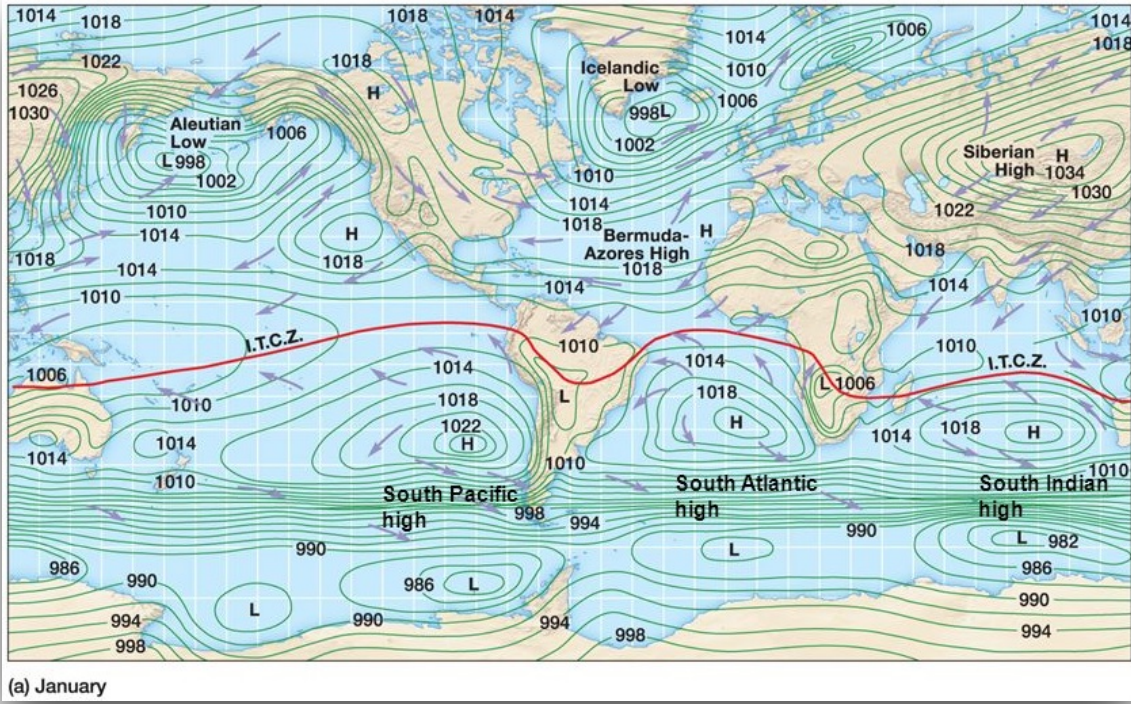 1014
1018
1014
1006
1014
1018
1022
1018
1014
1010
Icelandic
Low
998 L
1006
1002
1026
1030
H
Aleutian
Low
1006
L 998
1002
Siberian
High
H
1034
1030
1010
1010
1014
1022
1014
1018
H
1018
Bermuda-
Azores High
H
1018
1018
1018
1014
1018
1014
1014
1010
1010
I.T.C.Z.
1010
1010
I.T.C.Z.
1006
1014
1014
L 1006
1010
L
1018
1018
1022
H
H
1014
1018
H
1014
1014
1010
1010
1010
South Pacific
high
South Atlantic
high
South Indian
high
998
994
990
990
L
L 982
986
990
986
L
986
L
990
994
990
994
998
994
998
(a) January